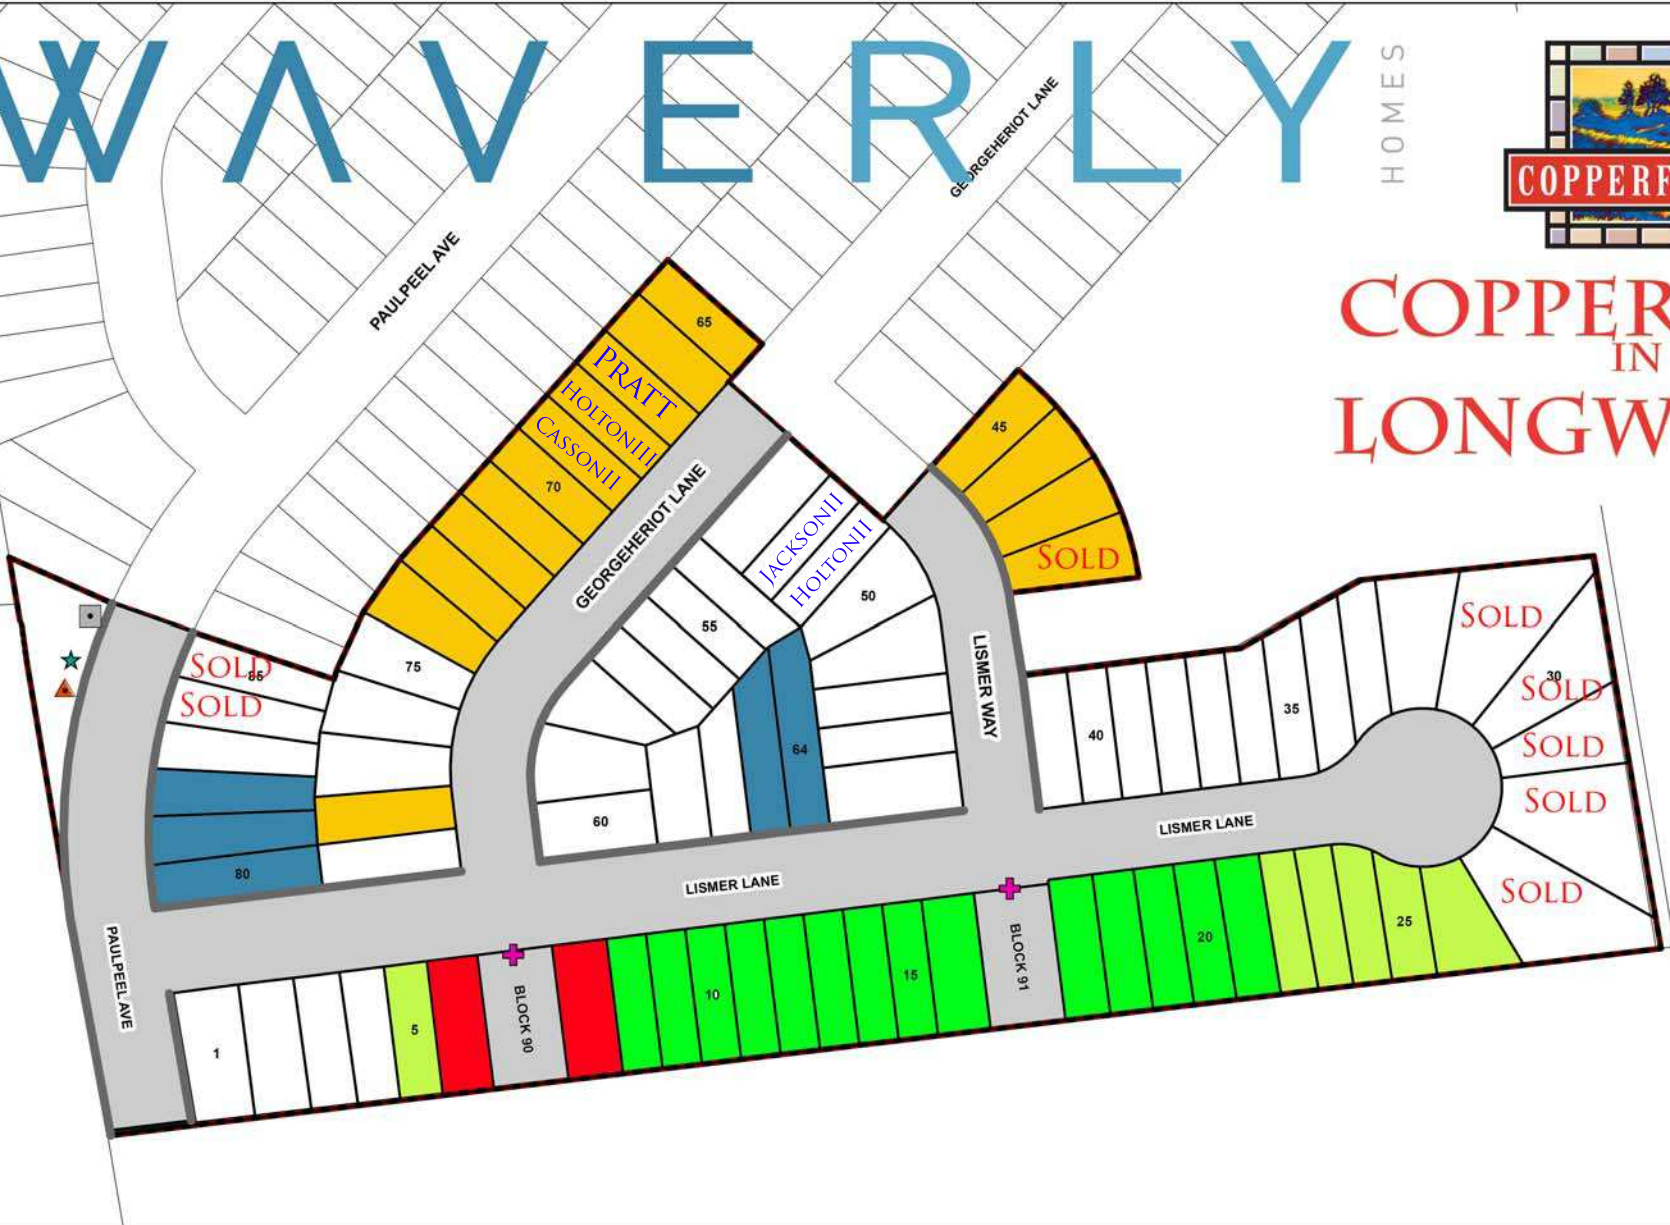 WAVERLY
HOMES
COPPERF
COPPER
IN
LONGW
GEORGEHERIOT LANE
PAULPEEL AVE
65
PRATT
HOLTONIII
CASSONII
70
GEORGEHERIOT LANE
45
SOLD
JACKSONII
HOLTONII
50
55
75
SOLD
85
SOLD
LISMER WAY
SOLD
30
SOLD
35
40
SOLD
64
SOLD
60
80
LISMER LANE
LISMER LANE
SOLD
25
20
15
10
5
1
PAULPEEL AVE
BLOCK 90
BLOCK 91